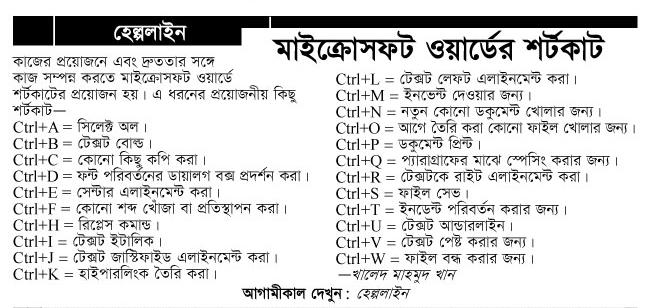 হেল্পলাইন
মাইক্রোসফট ওয়ার্ডের শর্টকাট
কাজের প্রয়োজনে এবং দ্রুততার সঙ্গে
কাজ সম্পন্ন করতে মাইক্রোসফট ওয়ার্ডে
শর্টকাটের প্রয়োজন হয়। এ ধরনের প্রয়োজনীয় কিছু
শর্টকাট—
Ctrl+A = সিলেক্ট অল।
Ctrl+B = টেক্সট বোল্ড।
Ctrl+C = কোনো কিছু কপি করা।
Ctrl+D = ফন্ট পরিবর্তনের ডায়ালগ বক্স প্রদর্শন করা।
Ctrl+E = সেন্টার এলাইনমেন্ট করা।
Ctrl+F = কোনো শব্দ খোঁজা বা প্রতিস্থাপন করা।
Ctrl+H = রিপ্লেস কমান্ড।
Ctrl+I = টেক্সট ইটালিক।
Ctrl+J = টেক্সট জাস্টিফাইড এলাইনমেন্ট করা।
Ctrl+K = হাইপারলিংক তৈরি করা।
Ctrl+L = টেক্সট লেফট এলাইনমেন্ট করা।
Ctrl+M = ইনভেন্ট দেওয়ার জন্য।
Ctrl+N = নতুন কোনো ডকুমেন্ট খোলার জন্য।
Ctrl+O = আগে তৈরি করা কোনো ফাইল খোলার জন্য।
Ctrl+P = ডকুমেন্ট প্রিন্ট।
Ctrl+Q = প্যারাগ্রাফের মাঝে স্পেসিং করার জন্য।
Ctrl+R = টেক্সটকে রাইট এলাইনমেন্ট করা।
Ctrl+S = ফাইল সেভ।
Ctrl+T = ইনডেন্ট পরিবর্তন করার জন্য।
Ctrl+U = টেক্সট আন্ডারলাইন।
Ctrl+V = টেক্সট পেষ্ট করার জন্য।
Ctrl+W = ফাইল বন্ধ করার জন্য।
—খালেদ মাহমুদ খান
আগামীকাল দেখুন : হেল্পলাইন